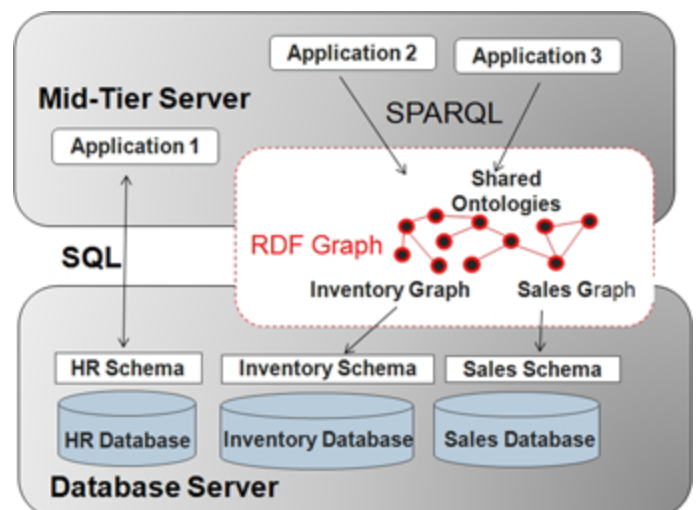 Application 2
Application 3
Mid-Tier Server
SPARQL
Application 1
Shared
Ontologies
RDF Graph
SQL
Inventory Graph
Sales Graph
HR Schema
Inventory Schema
Sales Schema
HR Database
Inventory Database
Sales Database
Database Server